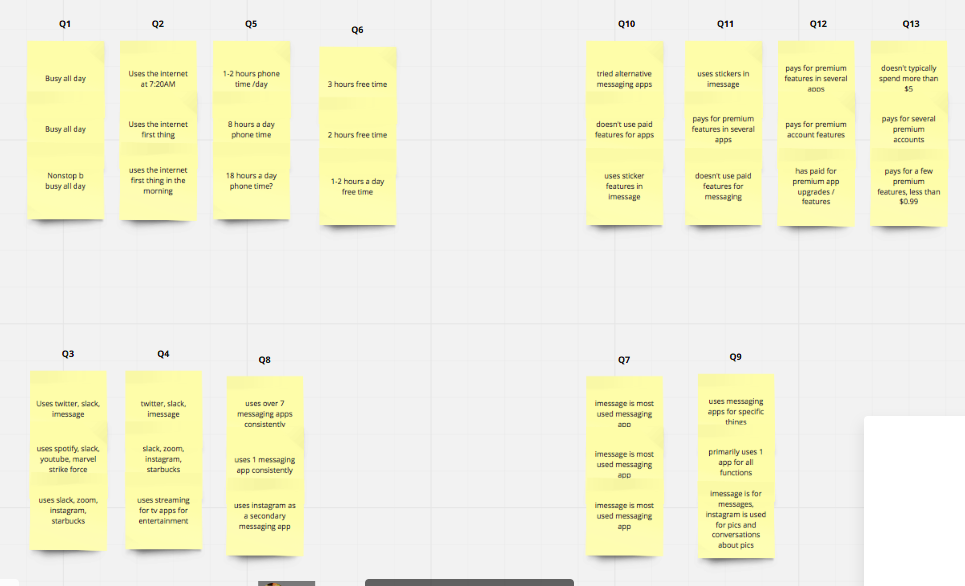 Q1
Busy all day
Busy all day
Nonstop b
busy all day
Q2
Uses the internet
at 7:20AM
Uses the internet
first thing
uses the internet
first thing in the
morning
Q5
1-2 hours phone
time /day
8 hours a day
phone time
18 hours a day
phone time?
Q6
3 hours free time
2 hours free time
1-2 hours a day
free time
Q10
tried alternative
messaging apps
doesn't use paid
features for apps
uses sticker
features in
imessage
Q11
uses stickers in
imessage
pays for premium
features in several
apps
doesn't use paid
features for
messaging
Q12
pays for premium
features in several
apps
pays for premium
account features
has paid for
premium app
upgrades /
features
Q13
doesn't typically
spend more than
$5
pays for several
premium
accounts
pays for a few
premium
features, less than
$0.99
Q3
Uses twitter, slack,
imessage
uses spotify, slack,
youtube, marvel
strike force
uses slack, zoom,
instagram,
starbucks
Q4
twitter, slack,
imessage
slack, zoom,
instagram,
starbucks
uses streaming
for tv apps for
entertainment
Q8
uses over 7
messaging apps
consistently
uses 1 messaging
app consistently
uses instagram as
a secondary
messaging app
Q7
imessage is most
used messaging
app
imessage is most
used messaging
app
imessage is most
used messaging
app
Q9
uses messaging
apps for specific
things
primarily uses 1
app for all
functions
imessage is for
messages,
instagram is used
for pics and
conversations
about pics